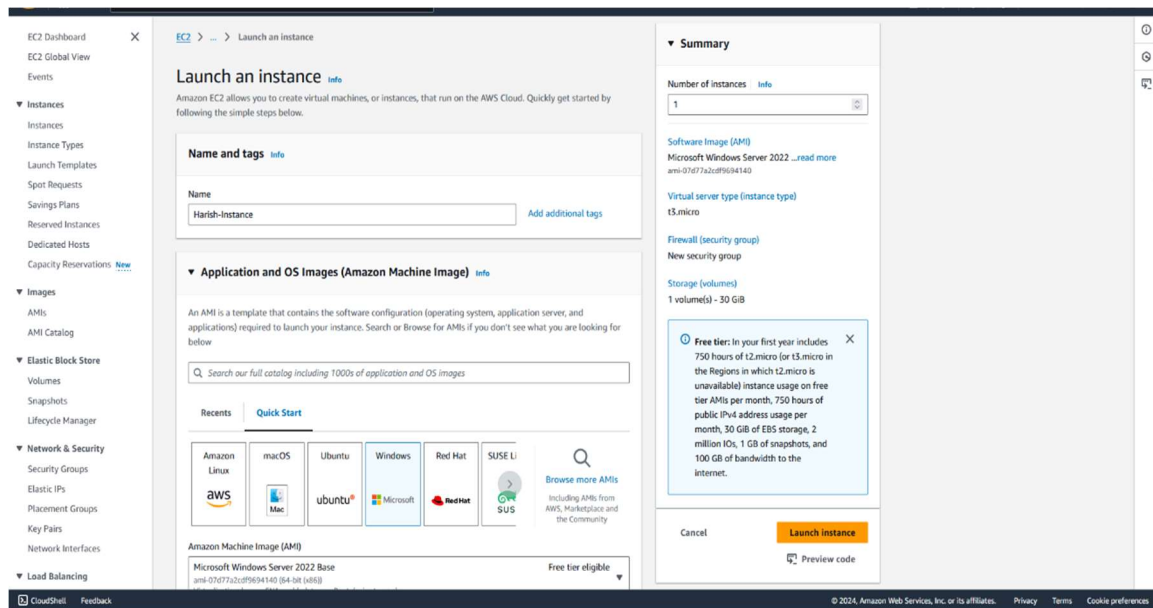 EC2 Dashboard
EC2 Global View
Events
Instances
Instances
Instance Types
Launch Templates
Spot Requests
Savings Plans
Reserved Instances
Dedicated Hosts
Capacity Reservations New
Images
AMIs
AMI Catalog
Elastic Block Store
Volumes
Snapshots
Lifecycle Manager
Network & Security
Security Groups
Elastic IPs
Placement Groups
Key Pairs
Network Interfaces
Load Balancing
EC2 > ... > Launch an instance
Launch an instance Info
Amazon EC2 allows you to create virtual machines, or instances, that run on the AWS Cloud. Quickly get started by
following the simple steps below.
Name and tags Info
Name
Harish-Instance
Add additional tags
Application and OS Images (Amazon Machine Image) Info
An AMI is a template that contains the software configuration (operating system, application server, and
applications) required to launch your instance. Search or Browse for AMIs if you don't see what you are looking for
below
Search our full catalog including 1000s of application and OS images
Recents Quick Start
Amazon
Linux
aws
macOS
Mac
Ubuntu
ubuntu®
Windows
Microsoft
Red Hat
Red Hat
SUSE Li
SUS
Browse more AMIs
Including AMIs from
AWS, Marketplace and
the Community
Amazon Machine Image (AMI)
Microsoft Windows Server 2022 Base
Free tier eligible
ami-07d77a2cdf9694140 (64-bit (x86))
Summary
Number of instances Info
1
Software Image (AMI)
Microsoft Windows Server 2022 ...read more
ami-07d77a2cdf9694140
Virtual server type (instance type)
t3.micro
Firewall (security group)
New security group
Storage (volumes)
1 volume(s) - 30 GiB
Free tier: In your first year includes
750 hours of t2.micro (or t3.micro in
the Regions in which t2.micro is
unavailable) instance usage on free
tier AMIs per month, 750 hours of
public IPv4 address usage per
month, 30 GiB of EBS storage, 2
million IOs, 1 GB of snapshots, and
100 GB of bandwidth to the
internet.
Cancel
Launch instance
Preview code
CloudShell Feedback
© 2024, Amazon Web Services, Inc. or its affiliates. Privacy Terms Cookie preferences